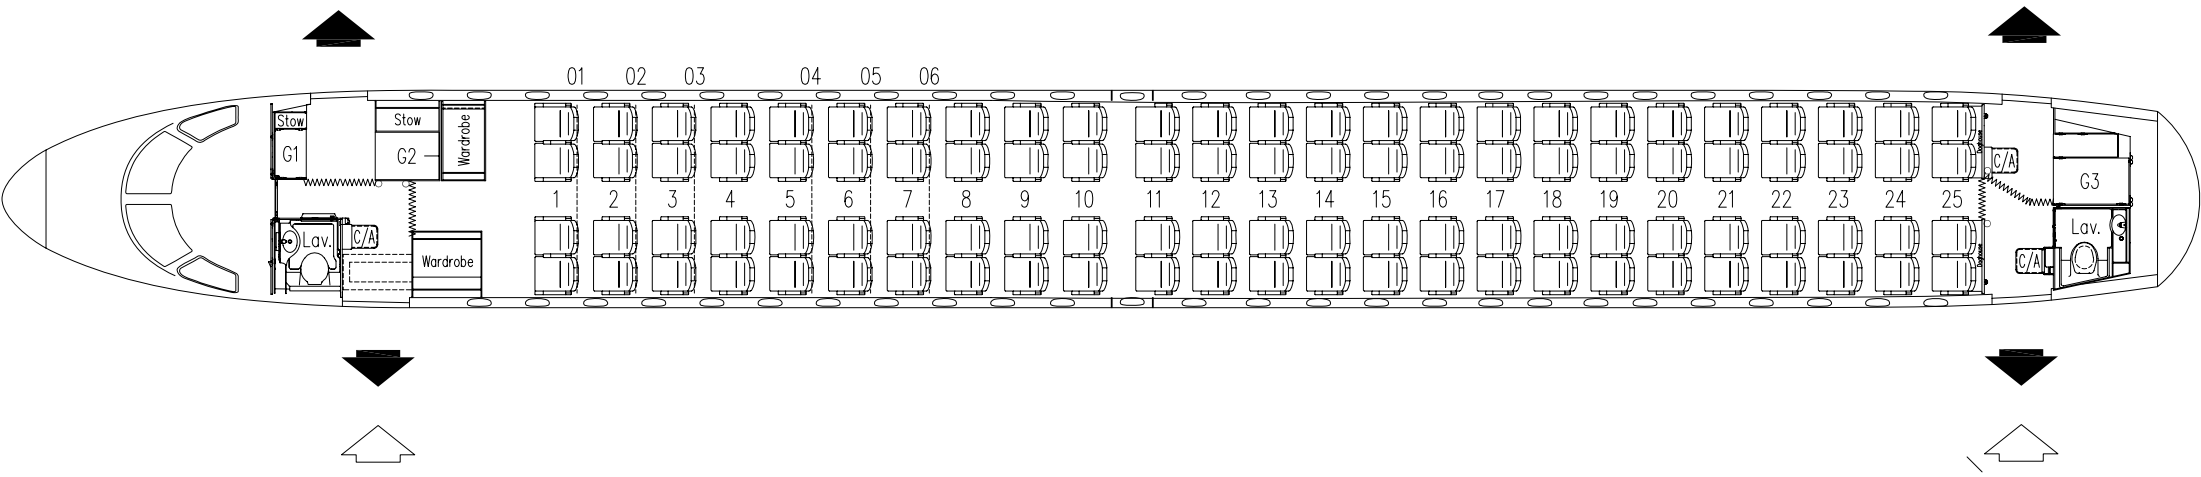 01 02 03 04 05 06
Stow
Stow
Wardrobe
G1
G2
Doghouse
C/A
G3
1 2 3 4 5 6 7 8 9 10 11 12 13 14 15 16 17 18 19 20 21 22 23 24 25
Lav.
C/A
Lav.
Wardrobe
Doghouse
C/A